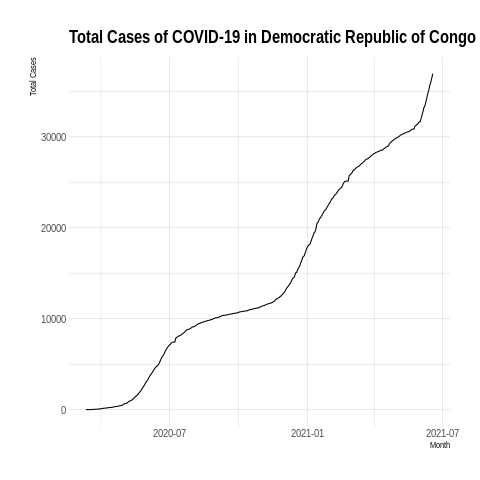 Total Cases of COVID-19 in Democratic Republic of Congo
Total Cases
30000
20000
10000
0
2020-07
2021-01
2021-07
Month